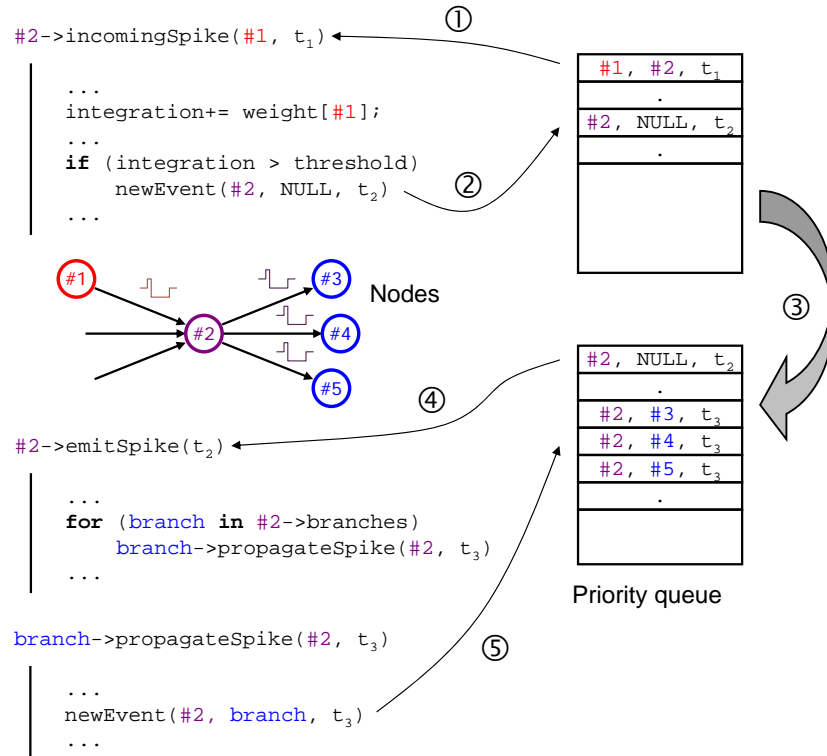 ①
#2->incomingSpike(#1, t1)
...
integration+= weight[#1];
...
if (integration > threshold)
newEvent(#2, NULL, t2)
...
②
#1, #2, t1
.
#2, NULL, t2
.
③
#1
#2
#3
#4
#5
Nodes
#2, NULL, t2
.
#2, #3, t3
#2, #4, t3
#2, #5, t3
.
Priority queue
④
#2->emitSpike(t2)
...
for (branch in #2->branches)
branch->propagateSpike(#2, t3)
...
branch->propagateSpike(#2, t3)
⑤
...
newEvent(#2, branch, t3)
...